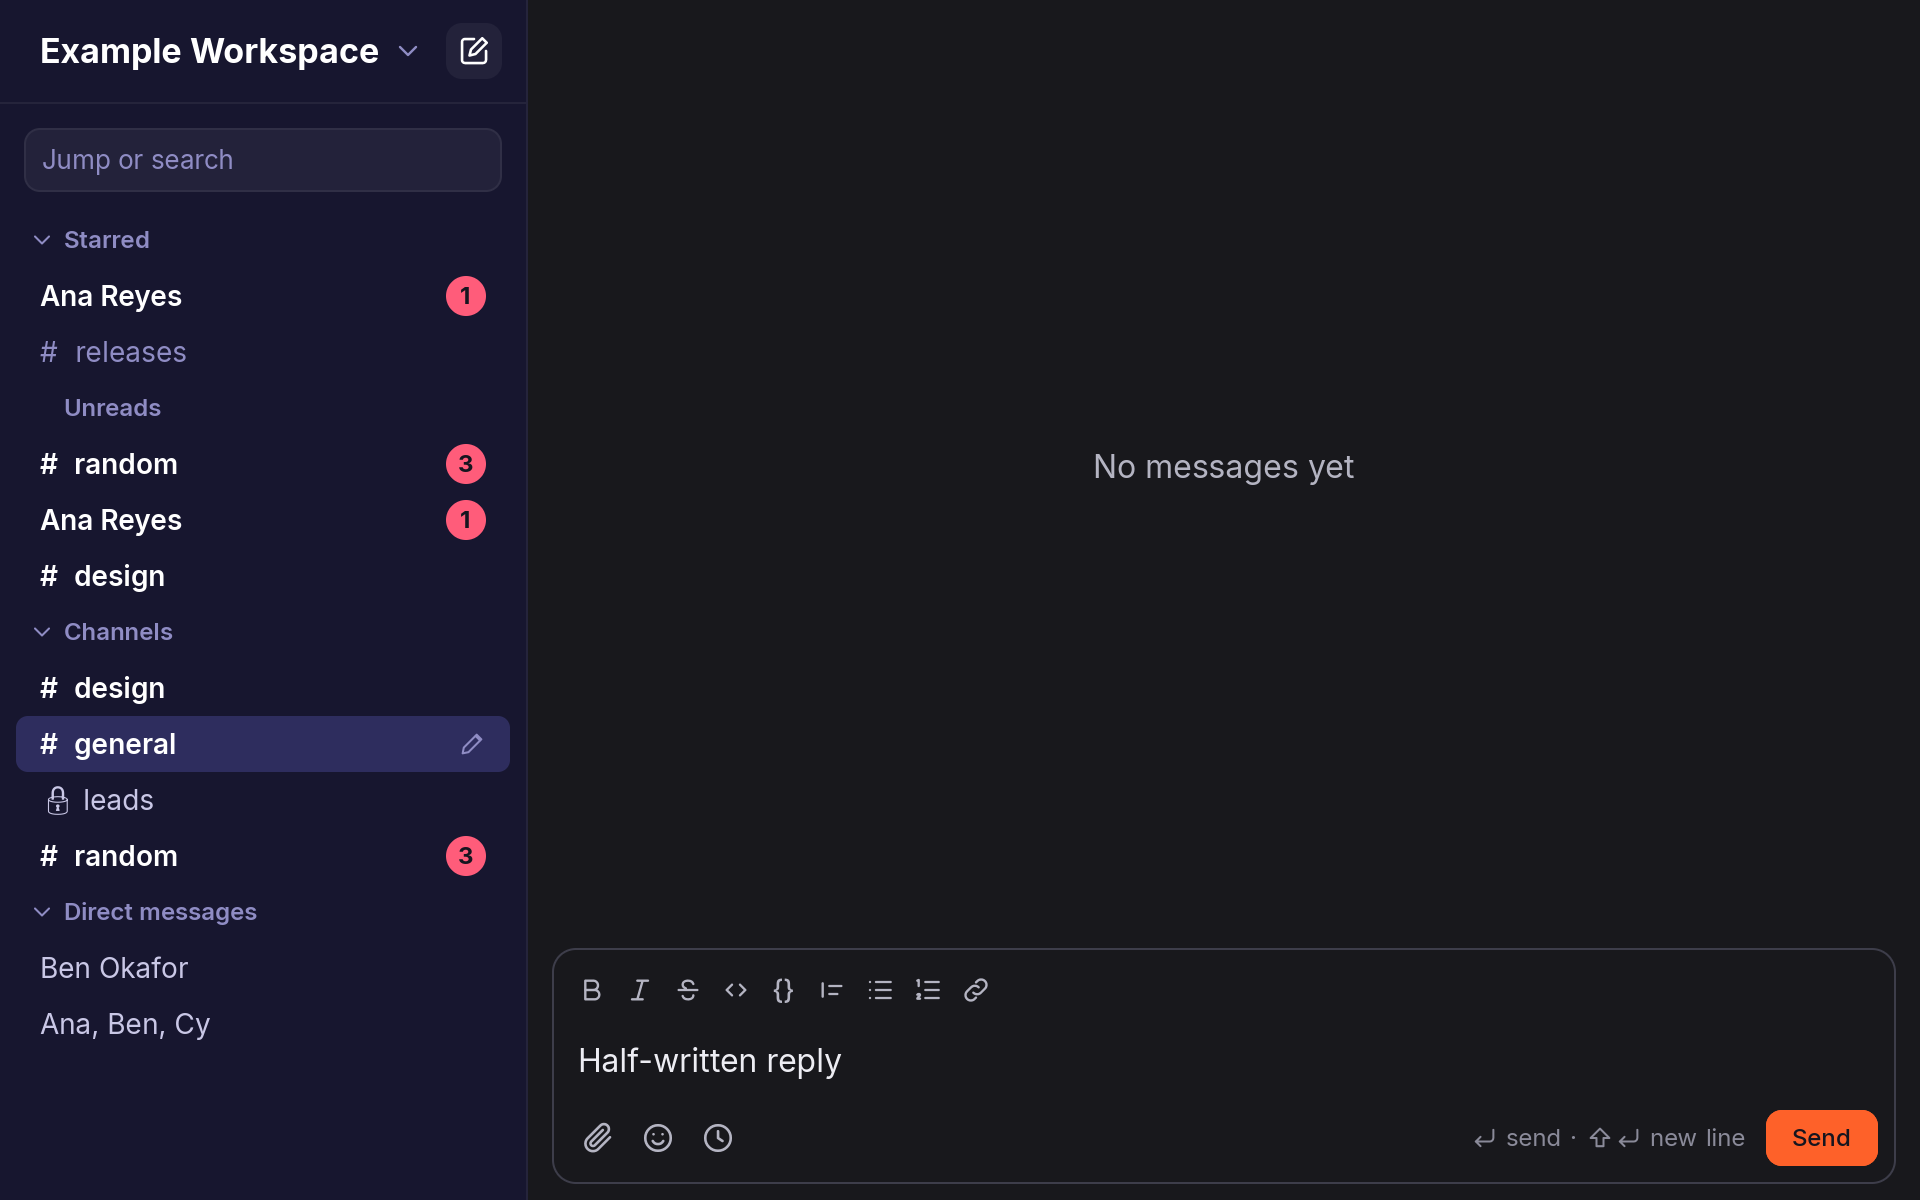 Example Workspace
Jump or search
Starred
Ana Reyes 1
# releases
Unreads
# random 3
Ana Reyes 1
# design
Channels
# design
# general
leads
# random 3
Direct messages
Ben Okafor
Ana, Ben, Cy
No messages yet
Half-written reply
send · new line
Send